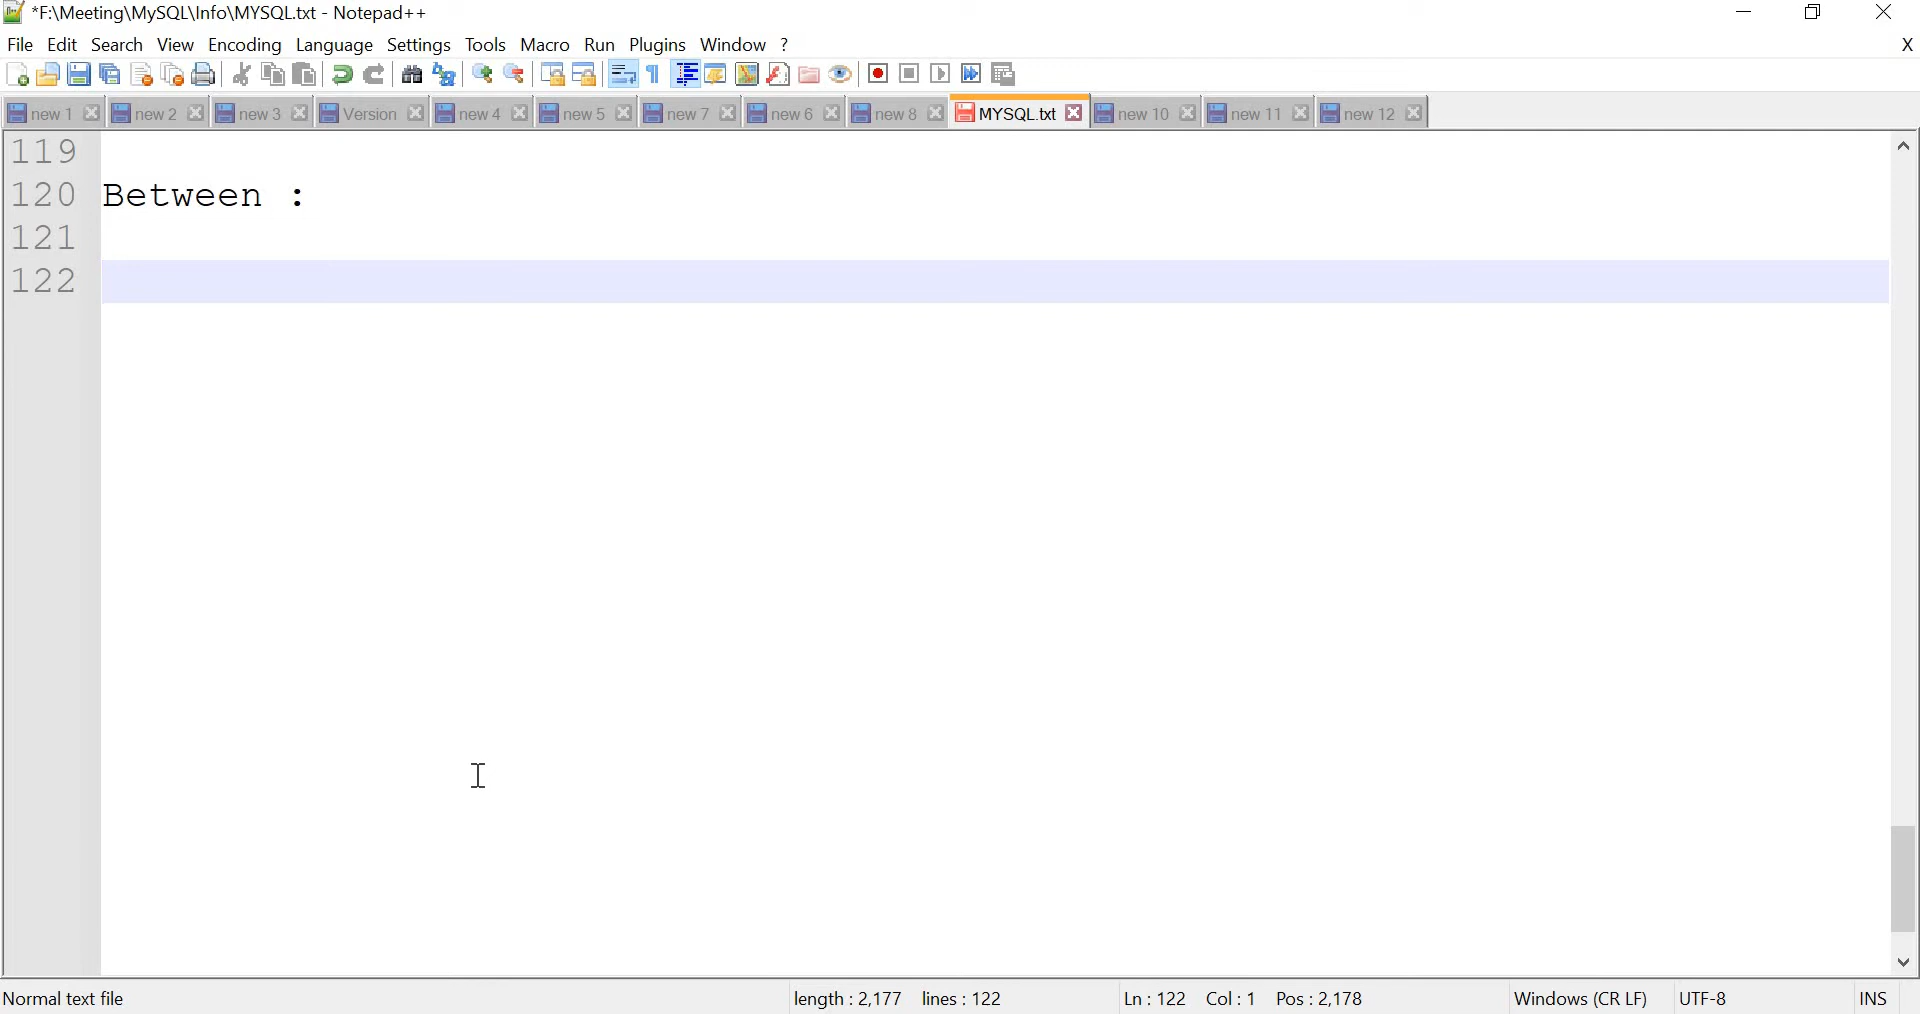 *F:\Meeting\MySQL\Info\MYSQL.txt - Notepad++
File Edit Search View Encoding Language Settings Tools Macro Run Plugins Window ? X
new 1 new 2 new 3 Version new 4 new 5 new 7 new 6 new 8 MYSQL.txt new 10 new 11 new 12
119
120 Between :
121
122
Normal text file length : 2,177 lines : 122 Ln : 122 Col : 1 Pos : 2,178 Windows (CR LF) UTF-8 INS